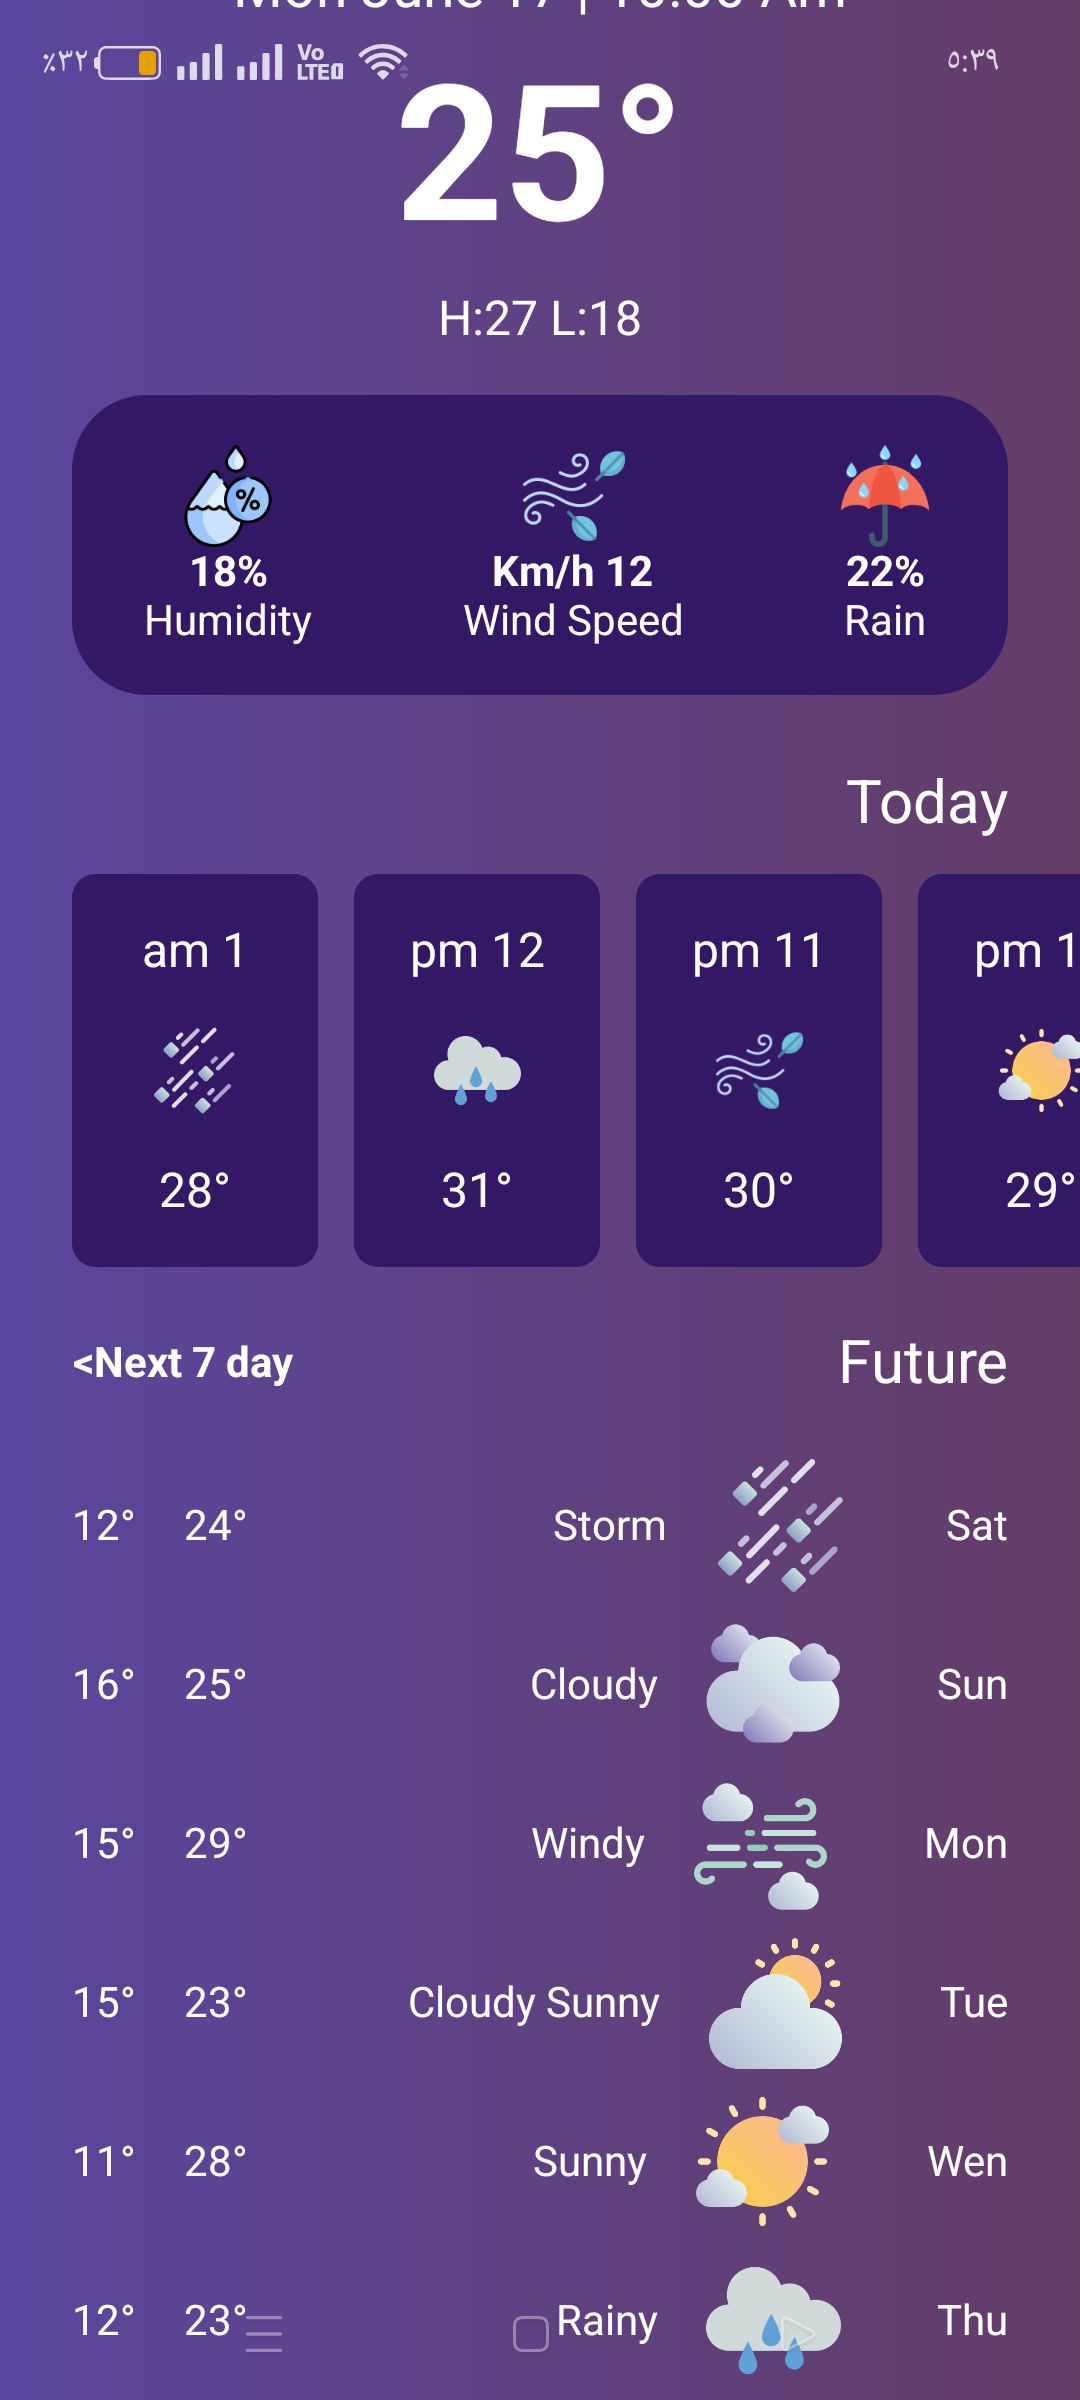 ٪٣٢ Vo LTE ٥:٣٩
25°
H:27 L:18
18% Km/h 12 22%
Humidity Wind Speed Rain
Today
am 1 pm 12 pm 11 pm 1
28° 31° 30° 29°
<Next 7 day Future
12° 24° Storm Sat
16° 25° Cloudy Sun
15° 29° Windy Mon
15° 23° Cloudy Sunny Tue
11° 28° Sunny Wen
12° 23° Rainy Thu